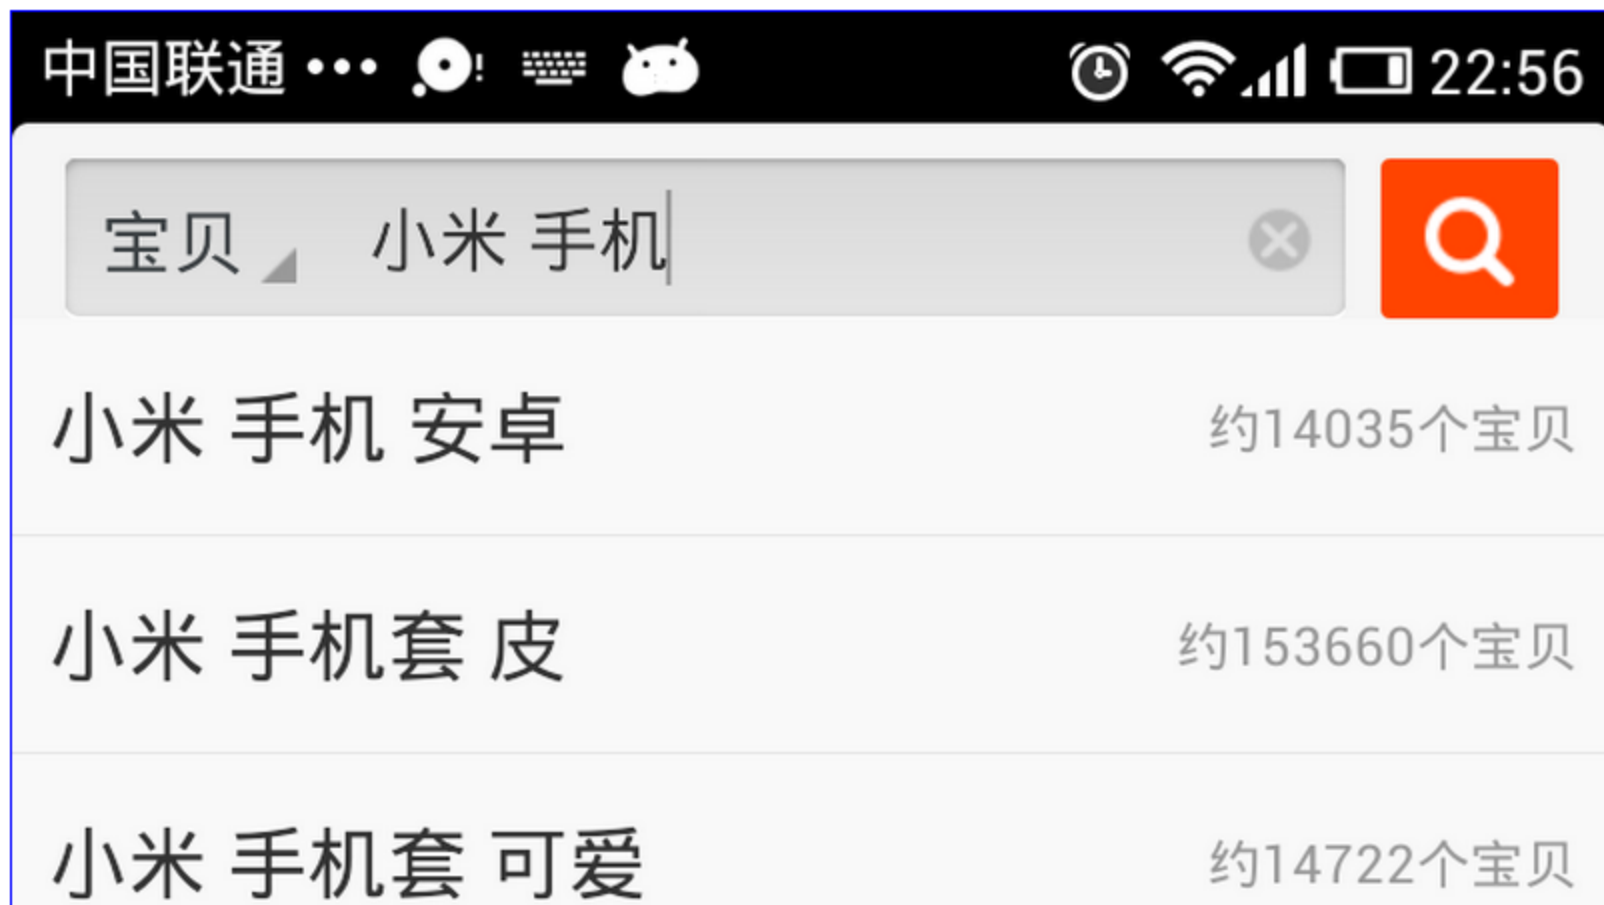 中国联通 ••• 22:56
宝贝 小米 手机
小米 手机 安卓 约14035个宝贝
小米 手机套 皮 约153660个宝贝
小米 手机套 可爱 约14722个宝贝